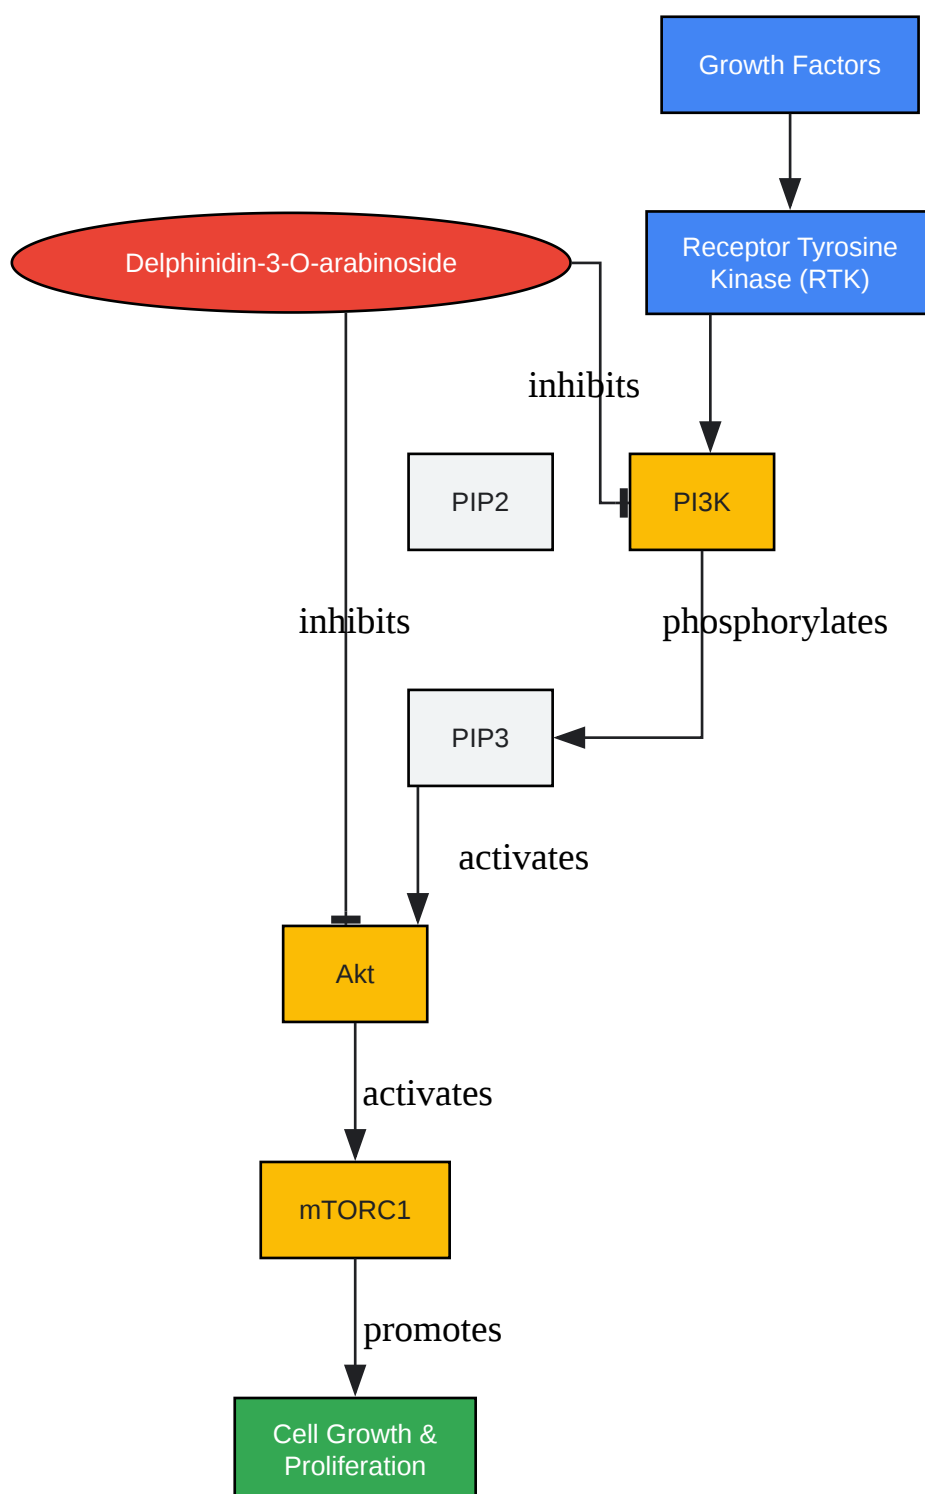 Growth Factors
Delphinidin-3-O-arabinoside
Receptor Tyrosine
Kinase (RTK)
inhibits
PIP2
PI3K
inhibits
phosphorylates
PIP3
activates
Akt
activates
mTORC1
promotes
Cell Growth &
Proliferation